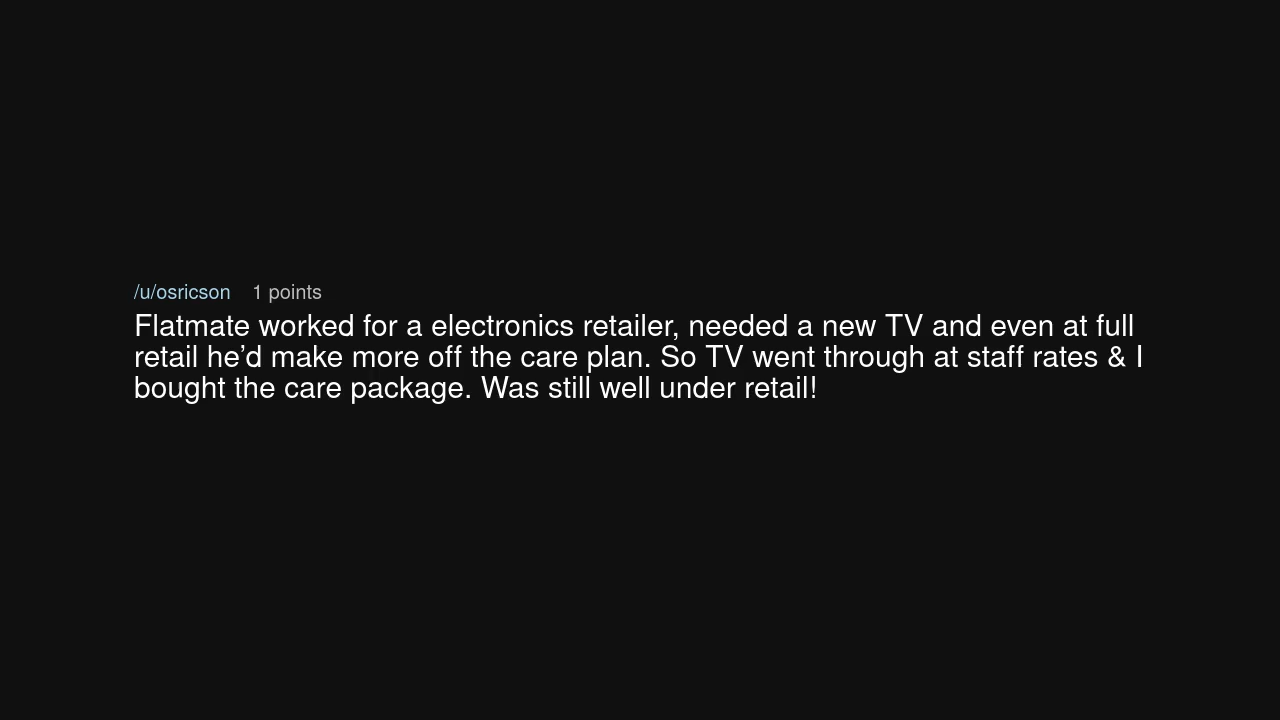 /u/osricson 1 points
Flatmate worked for a electronics retailer, needed a new TV and even at full
retail he’d make more off the care plan. So TV went through at staff rates & I
bought the care package. Was still well under retail!